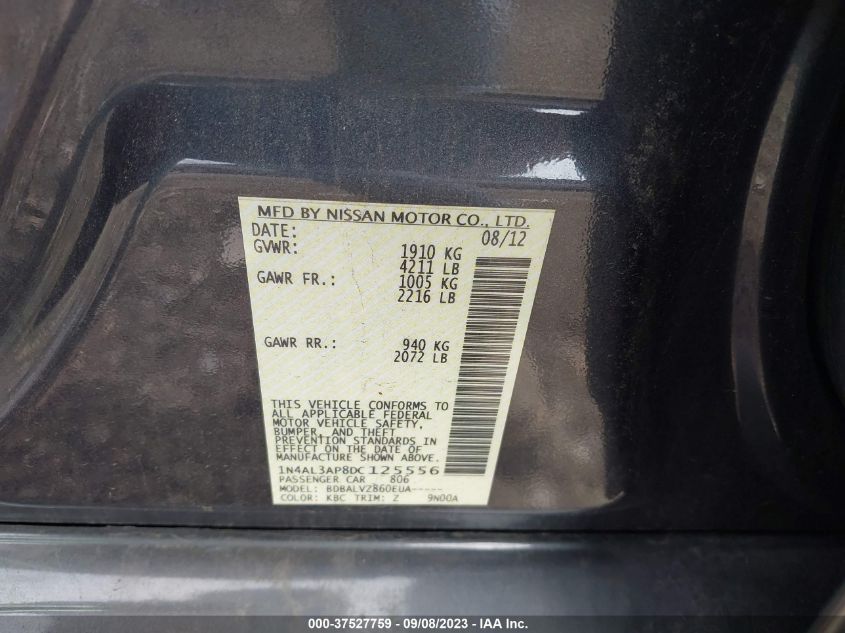 MFD BY NISSAN MOTOR CO., LTD.
DATE: 08/12
GVWR: 1910 KG
4211 LB
GAWR FR.: 1005 KG
2216 LB
GAWR RR.: 940 KG
2072 LB
THIS VEHICLE CONFORMS TO
ALL APPLICABLE FEDERAL
MOTOR VEHICLE SAFETY,
BUMPER, AND THEFT
PREVENTION STANDARDS IN
EFFECT ON THE DATE OF
MANUFACTURE SHOWN ABOVE.
1N4AL3AP8DC125556
PASSENGER CAR 806
MODEL: BDBALVZ860EUA-----
COLOR: KBC TRIM: Z 9N00A
000-37527759 - 09/08/2023 - IAA Inc.